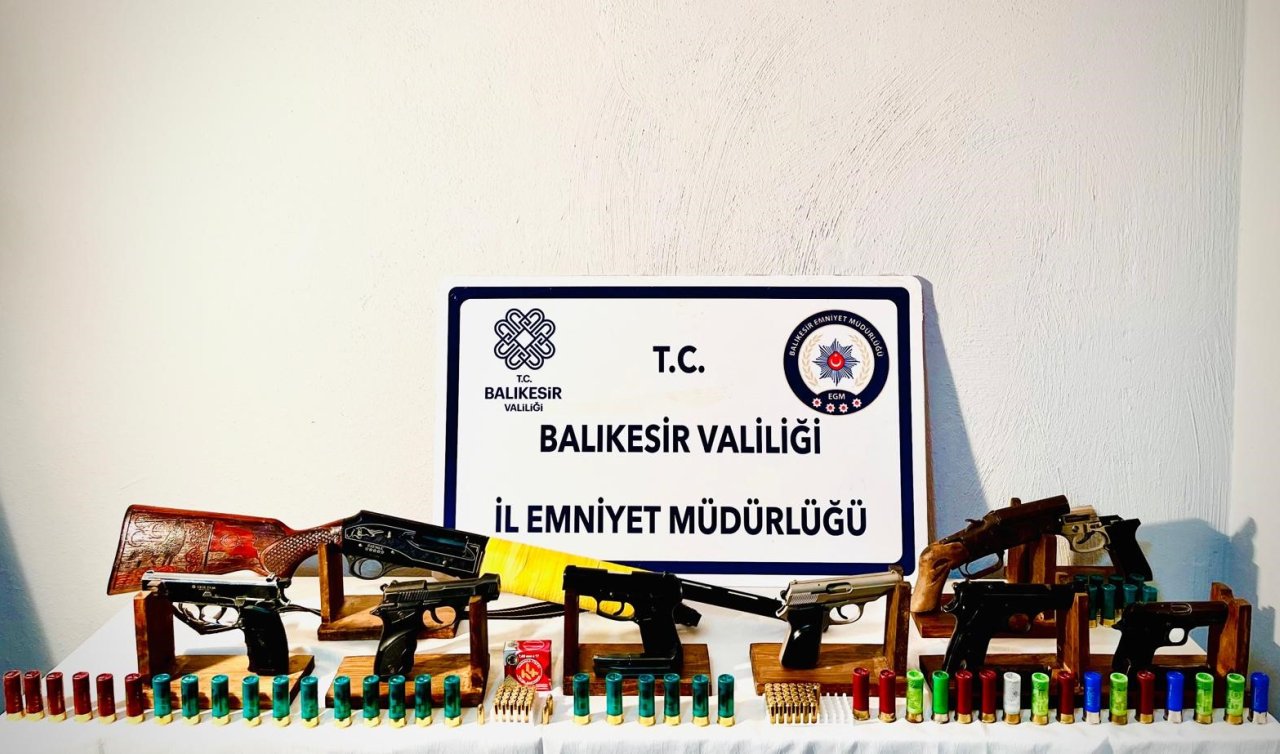 T.C.
BALIKESİR
VALİLİĞİ
T.C.
BALIKESİR EMNİYET MÜDÜRLÜĞÜ
EGM
BALIKESİR VALİLİĞİ
İL EMNİYET MÜDÜRLÜĞÜ